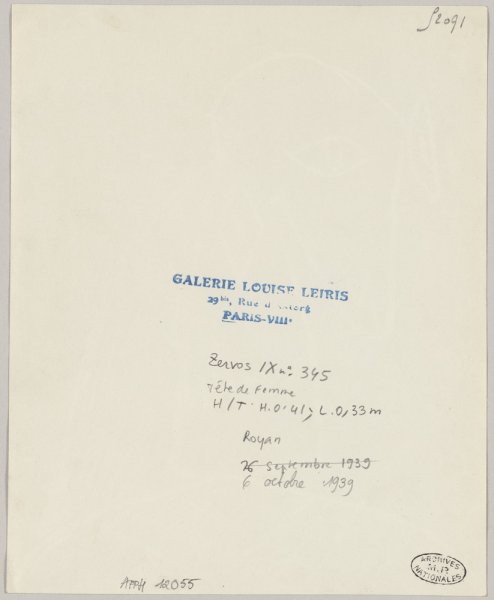 S2091
GALERIE LOUISE LEIRIS
29bis, Rue d'Astorg
PARIS-VIIIe
Zervos IX n° 345
Tête de Femme
H/T H. 0.41; L. 0,33m
Royan
26 septembre 1939
6 octobre 1939
ARCHIVES
M.P.
NATIONALES
APPH 12055